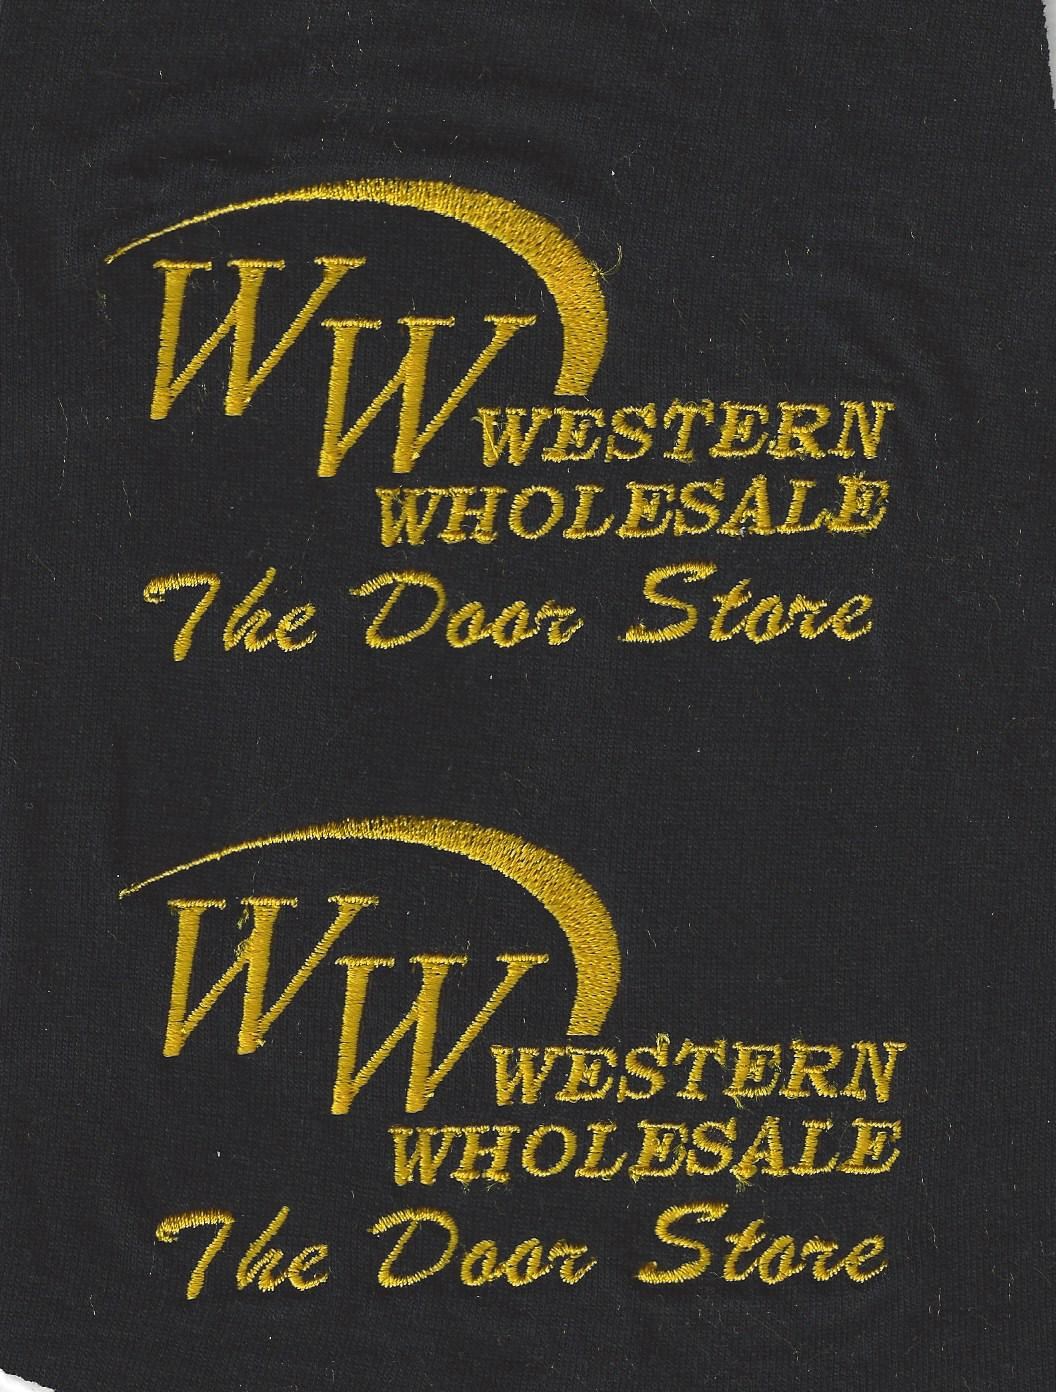 WW
WESTERN
WHOLESALE
The Door Store
WW
WESTERN
WHOLESALE
The Door Store